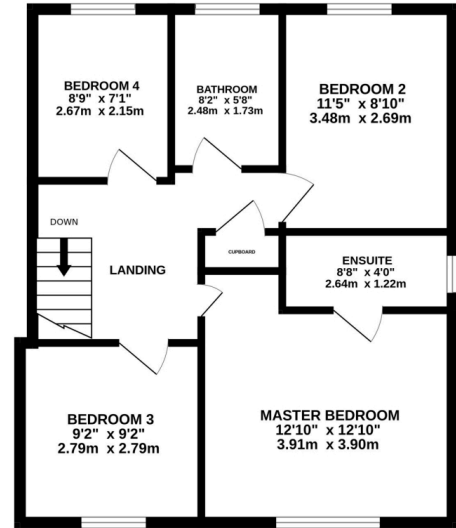 BEDROOM 4
8'9" x 7'1"
2.67m x 2.15m
BATHROOM
8'2" x 5'8"
2.48m x 1.73m
BEDROOM 2
11'5" x 8'10"
3.48m x 2.69m
DOWN
LANDING
CUPBOARD
ENSUITE
8'8" x 4'0"
2.64m x 1.22m
BEDROOM 3
9'2" x 9'2"
2.79m x 2.79m
MASTER BEDROOM
12'10" x 12'10"
3.91m x 3.90m